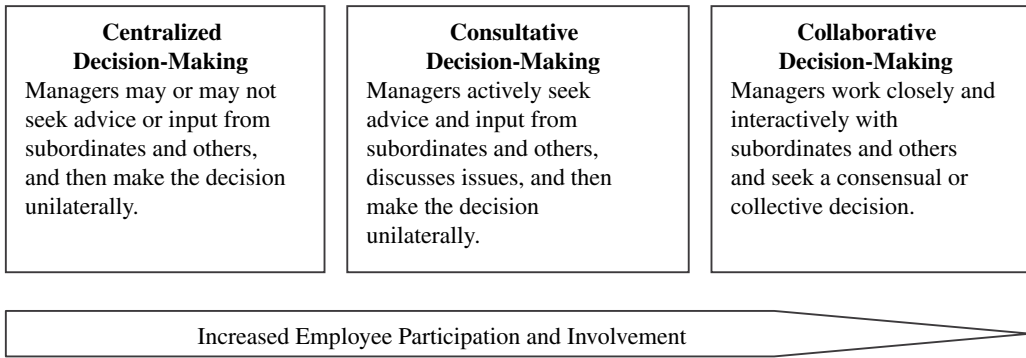 Centralized
Decision-Making
Managers may or may not
seek advice or input from
subordinates and others,
and then make the decision
unilaterally.
Consultative
Decision-Making
Managers actively seek
advice and input from
subordinates and others,
discusses issues, and then
make the decision
unilaterally.
Collaborative
Decision-Making
Managers work closely and
interactively with
subordinates and others
and seek a consensual or
collective decision.
Increased Employee Participation and Involvement